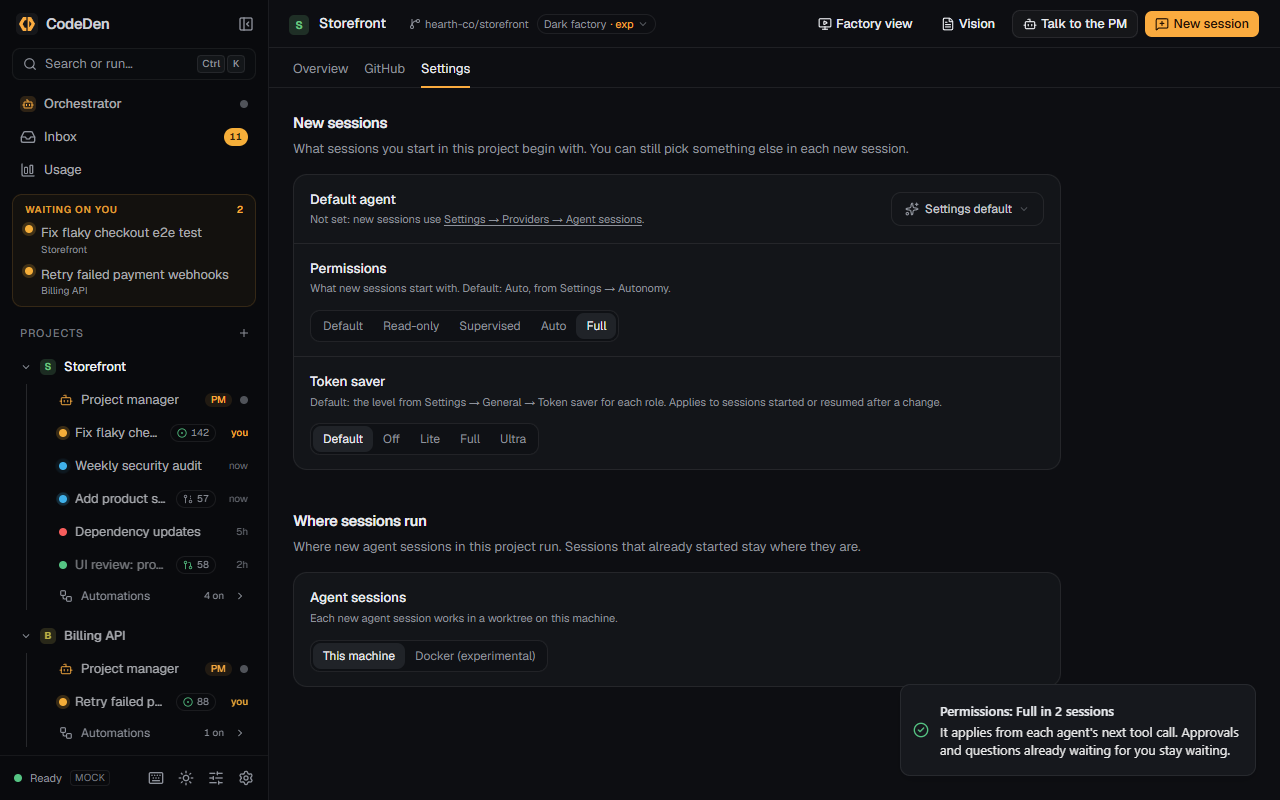 CodeDen
Search or run…
Ctrl K
Orchestrator
Inbox
11
Usage
WAITING ON YOU
2
Fix flaky checkout e2e test
Storefront
Retry failed payment webhooks
Billing API
PROJECTS
S Storefront
Project manager PM
Fix flaky che… 142 you
Weekly security audit now
Add product s… 57 now
Dependency updates 5h
UI review: pro… 58 2h
Automations 4 on
B Billing API
Project manager PM
Retry failed p… 88 you
Automations 1 on
Ready MOCK
S Storefront
hearth-co/storefront
Dark factory · exp
Factory view
Vision
Talk to the PM
New session
Overview GitHub Settings
New sessions
What sessions you start in this project begin with. You can still pick something else in each new session.
Default agent
Not set: new sessions use Settings → Providers → Agent sessions.
Settings default
Permissions
What new sessions start with. Default: Auto, from Settings → Autonomy.
Default Read-only Supervised Auto Full
Token saver
Default: the level from Settings → General → Token saver for each role. Applies to sessions started or resumed after a change.
Default Off Lite Full Ultra
Where sessions run
Where new agent sessions in this project run. Sessions that already started stay where they are.
Agent sessions
Each new agent session works in a worktree on this machine.
This machine Docker (experimental)
Permissions: Full in 2 sessions
It applies from each agent's next tool call. Approvals
and questions already waiting for you stay waiting.